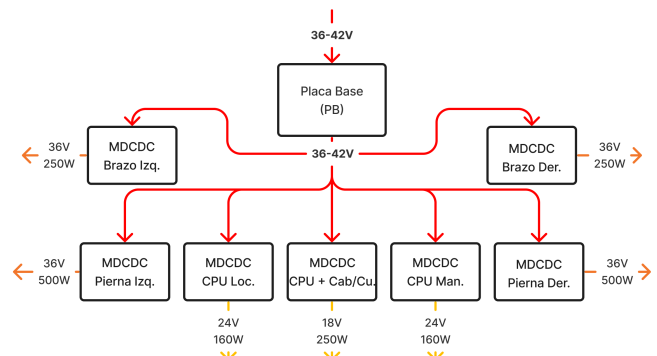 36-42V
Placa Base
(PB)
36-42V
MDCDC
Brazo Izq.
36V
250W
MDCDC
Brazo Der.
36V
250W
MDCDC
Pierna Izq.
36V
500W
MDCDC
CPU Loc.
MDCDC
CPU + Cab/Cu.
MDCDC
CPU Man.
MDCDC
Pierna Der.
36V
500W
24V
160W
18V
250W
24V
160W